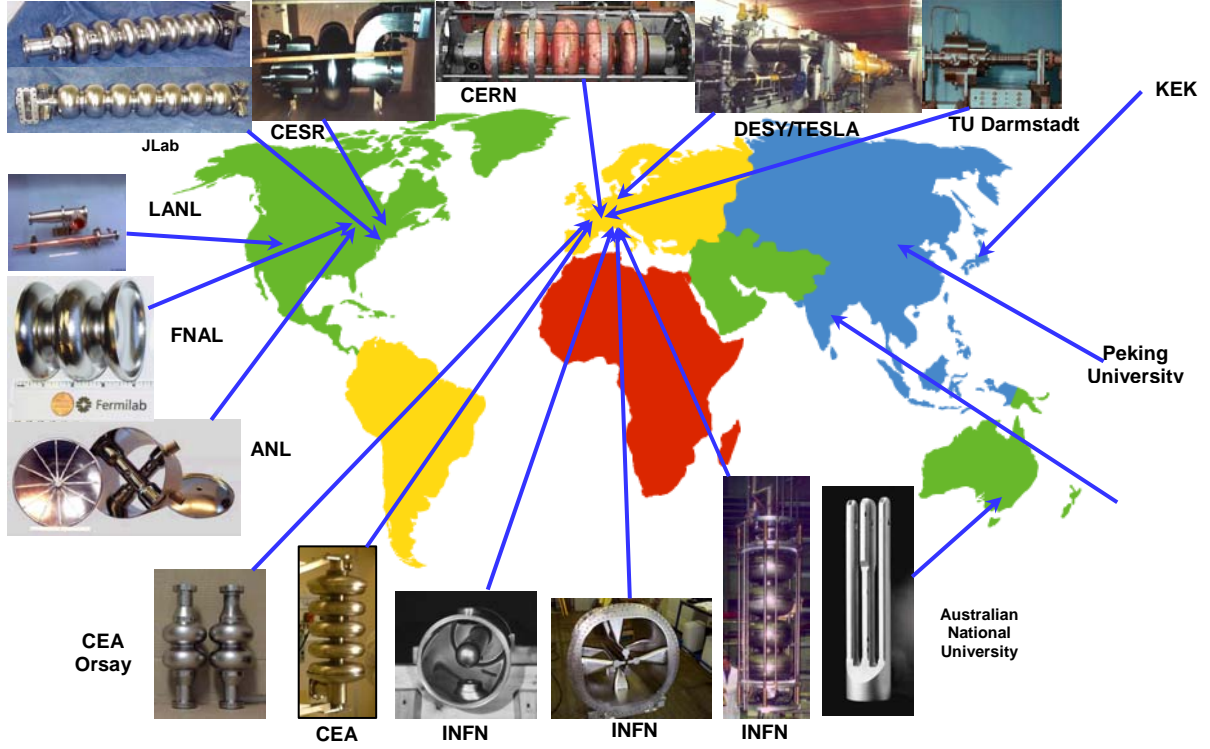 CERN
KEK
CESR
DESY/TESLA
TU Darmstadt
JLab
LANL
FNAL
Fermilab
Peking
Universitv
ANL
CEA
Orsay
Australian
National
University
CEA
INFN
INFN
INFN